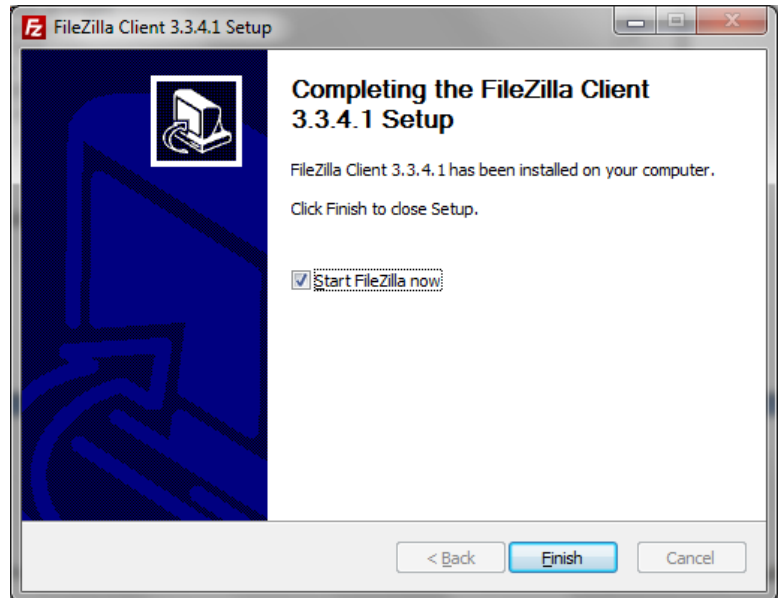 FileZilla Client 3.3.4.1 Setup
Completing the FileZilla Client
3.3.4.1 Setup
FileZilla Client 3.3.4.1 has been installed on your computer.
Click Finish to close Setup.
Start FileZilla now
< Back Finish Cancel